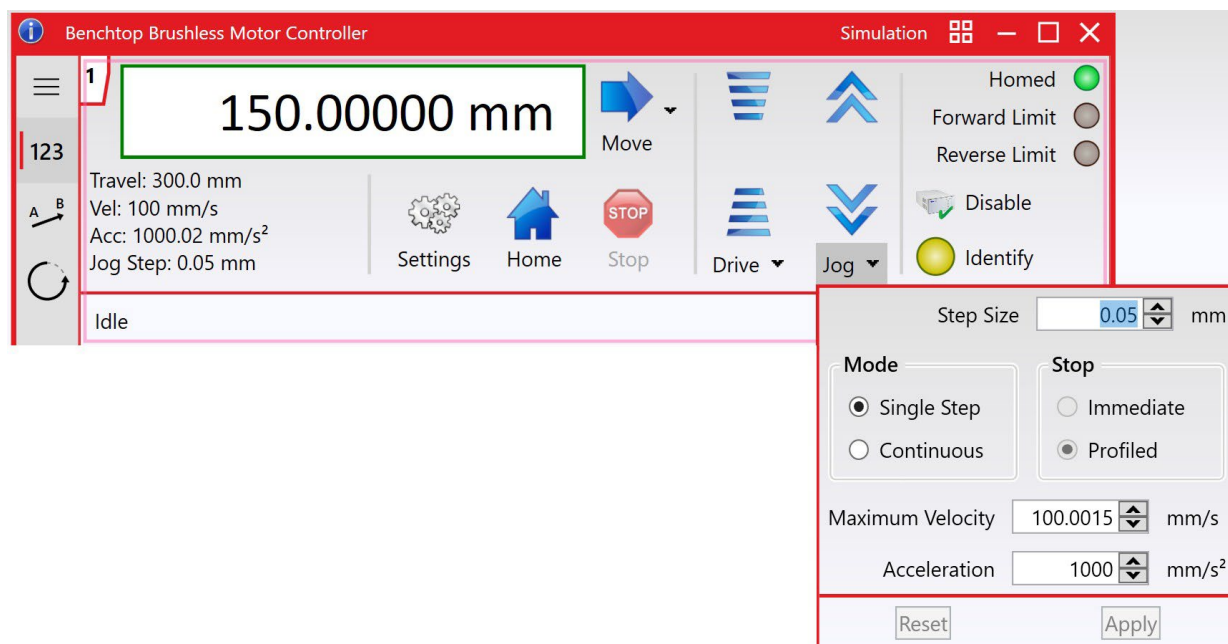 Benchtop Brushless Motor Controller
Simulation
1
150.00000 mm
Move
Homed
Forward Limit
Reverse Limit
123
A B
Travel: 300.0 mm
Vel: 100 mm/s
Acc: 1000.02 mm/s²
Jog Step: 0.05 mm
Settings
Home
STOP
Stop
Drive
Jog
Disable
Identify
Idle
Step Size 0.05 mm
Mode
Single Step
Continuous
Stop
Immediate
Profiled
Maximum Velocity 100.0015 mm/s
Acceleration 1000 mm/s²
Reset
Apply